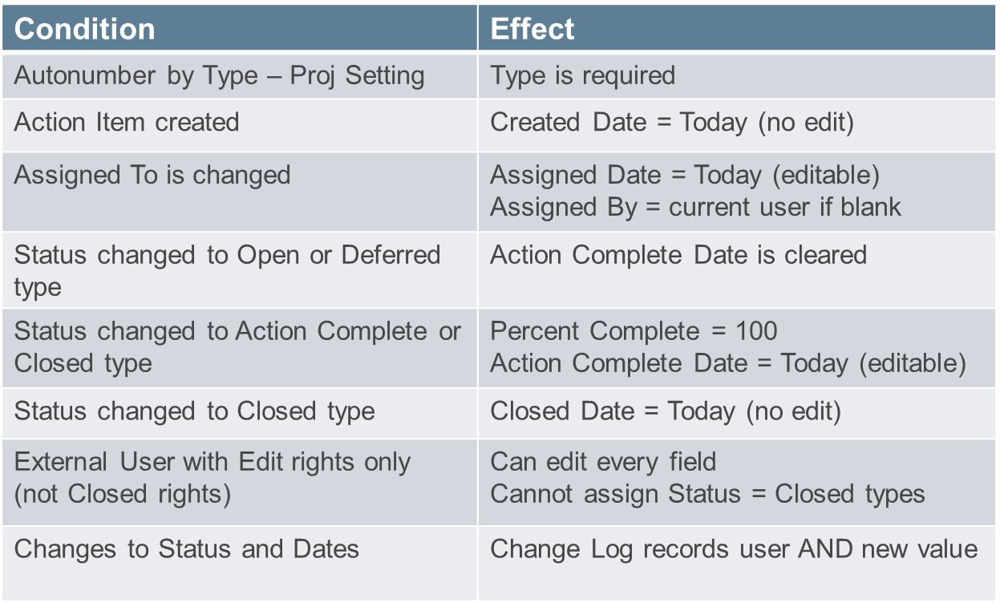 Condition
Effect
Autonumber by Type – Proj Setting
Type is required
Action Item created
Created Date = Today (no edit)
Assigned To is changed
Assigned Date = Today (editable)
Assigned By = current user if blank
Status changed to Open or Deferred
type
Action Complete Date is cleared
Status changed to Action Complete or
Closed type
Percent Complete = 100
Action Complete Date = Today (editable)
Status changed to Closed type
Closed Date = Today (no edit)
External User with Edit rights only
(not Closed rights)
Can edit every field
Cannot assign Status = Closed types
Changes to Status and Dates
Change Log records user AND new value